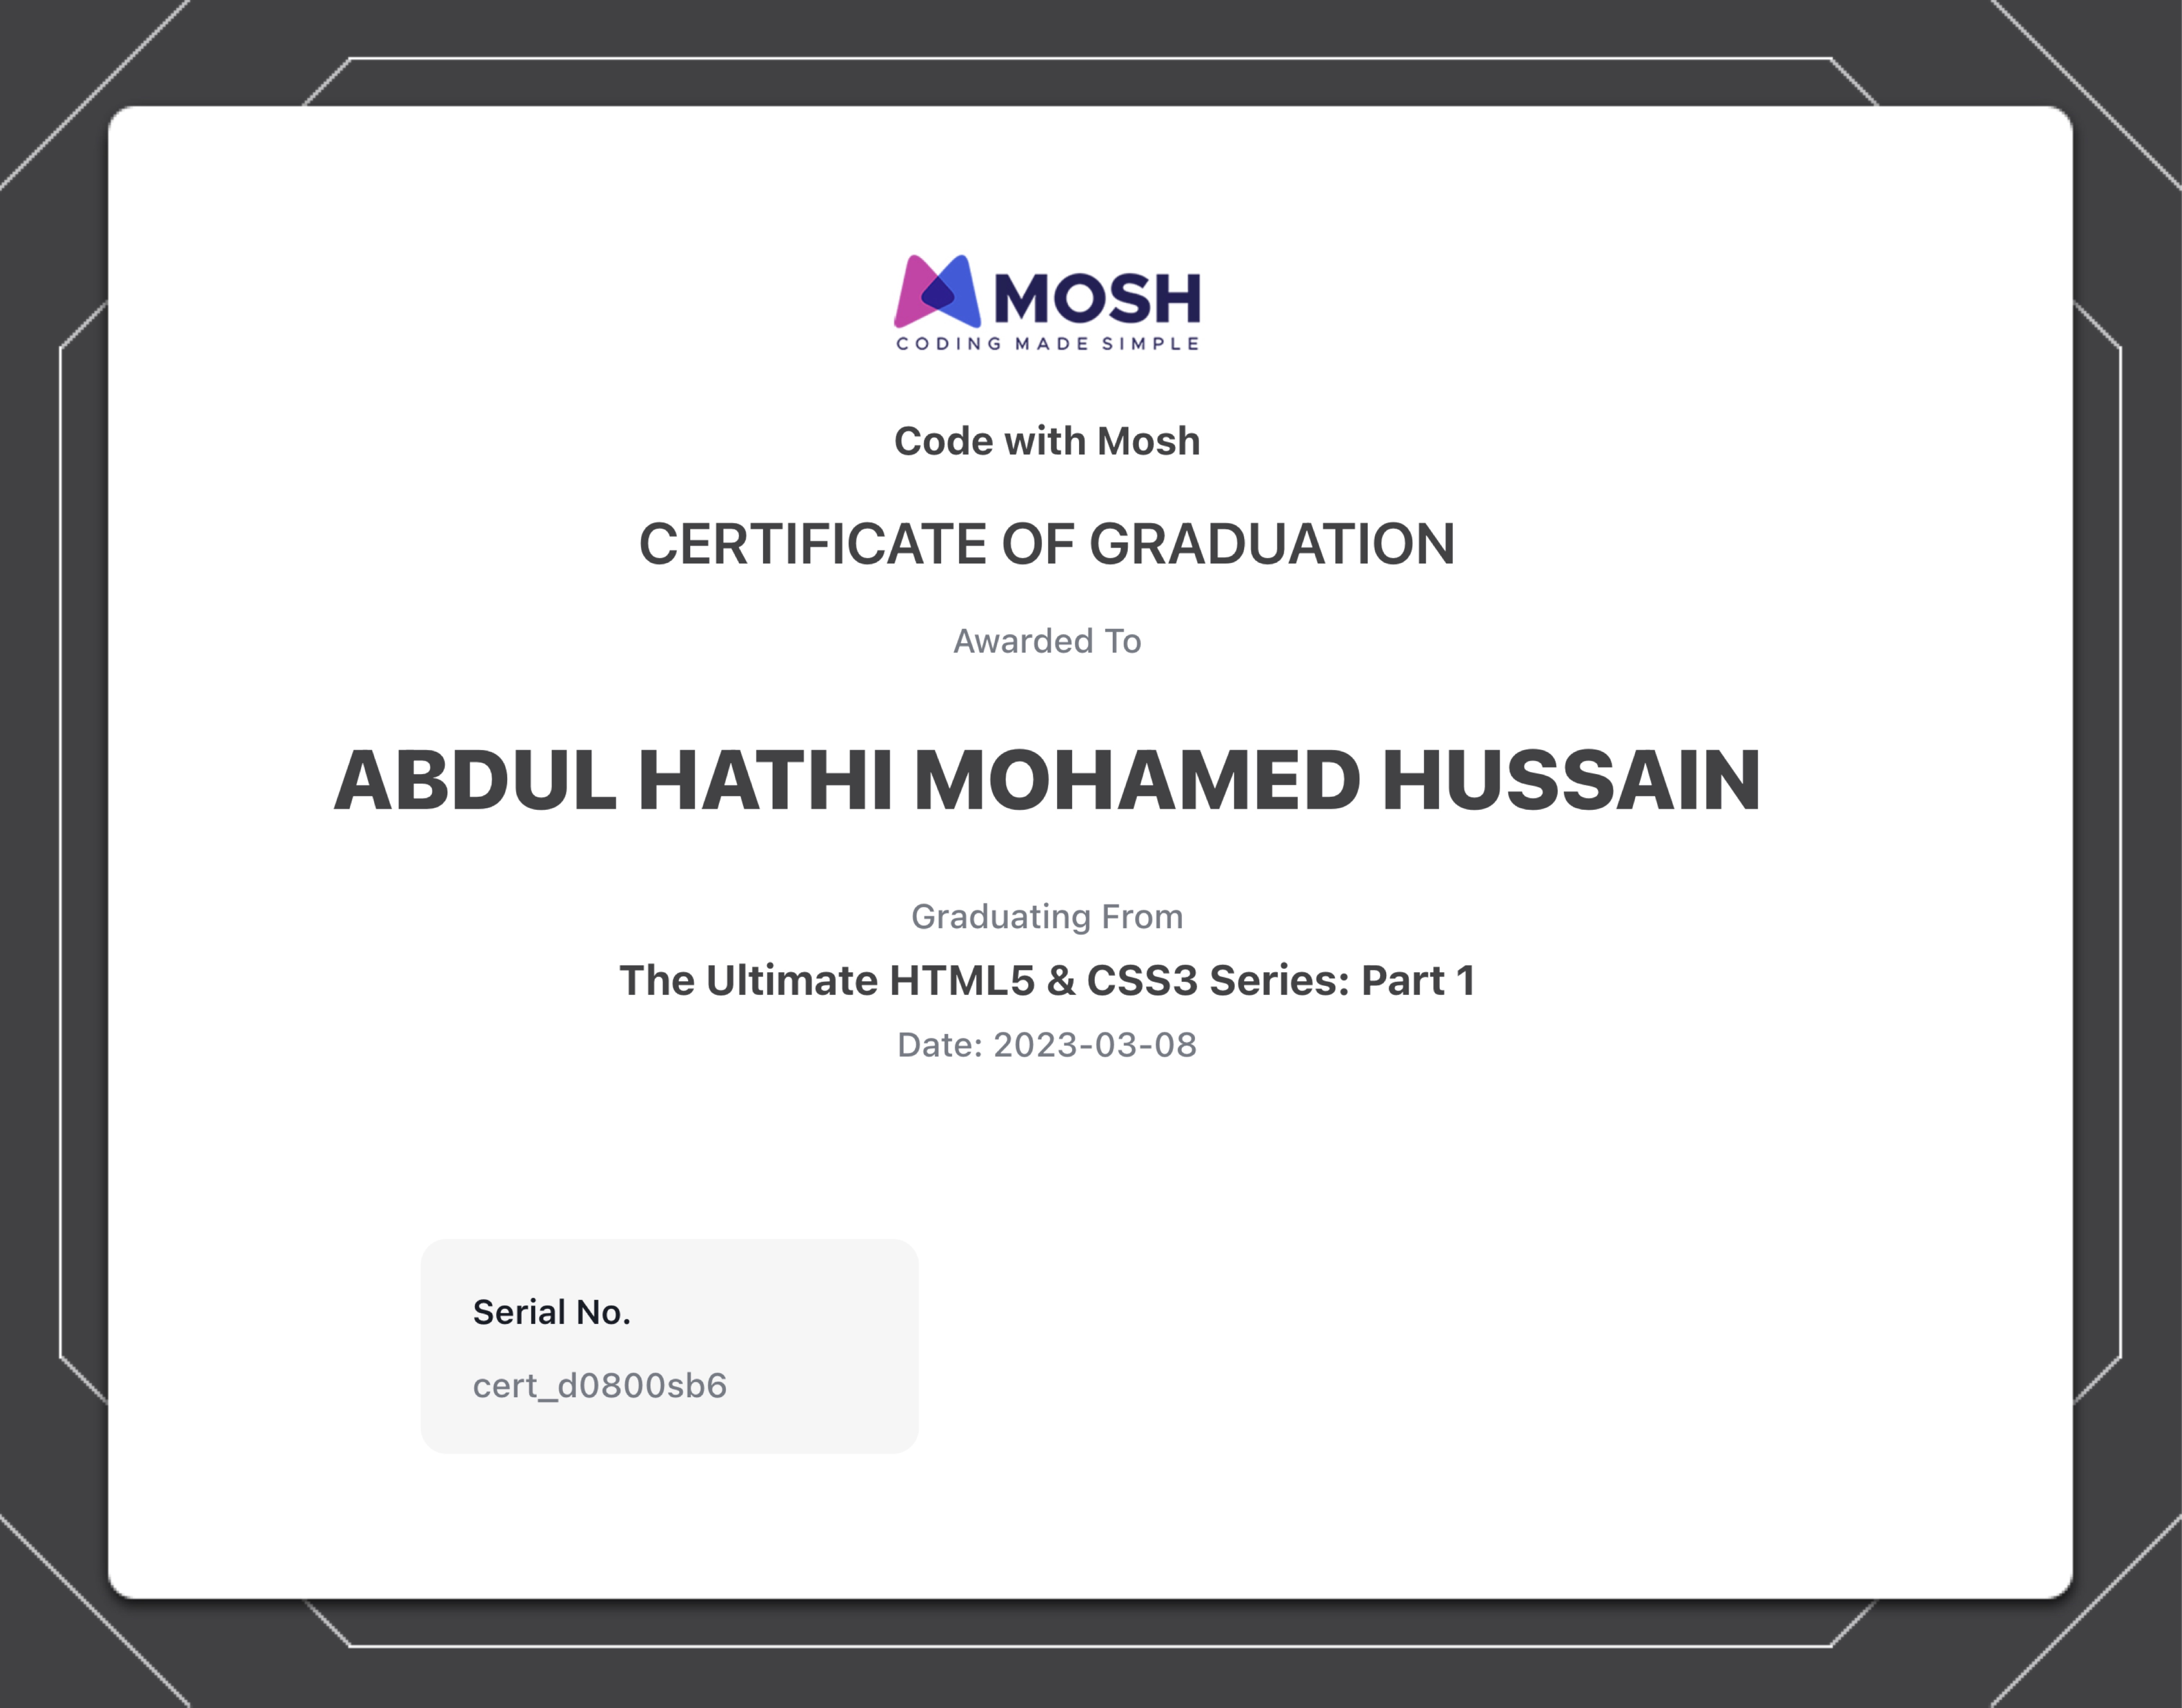 MOSH
CODING MADE SIMPLE
Code with Mosh
CERTIFICATE OF GRADUATION
Awarded To
ABDUL HATHI MOHAMED HUSSAIN
Graduating From
The Ultimate HTML5 & CSS3 Series: Part 1
Date: 2023-03-08
Serial No.
cert_d0800sb6